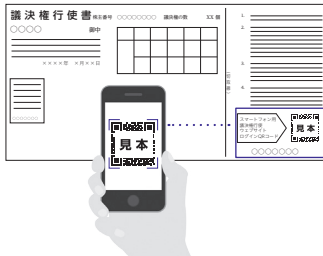 議決権行使書 株主番号 ○○○○○○○○ 議決権の数 XX 個
○○○○ 御中
××××年 ×月××日
○○○○○○○
1.
2.
3.
4.
スマートフォン用
議決権行使
ウェブサイト
ログインQRコード
見本
○○○○○○○
見本